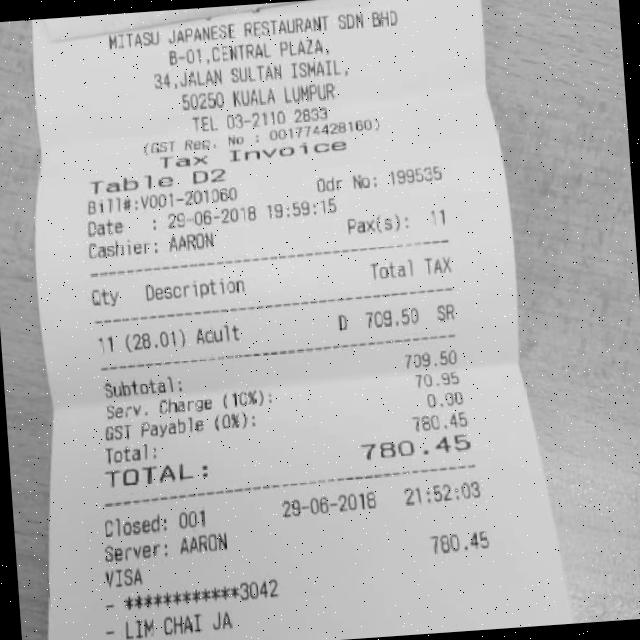 MITASU JAPANESE RESTAURANT SDN BHD
B-01,CENTRAL PLAZA,
34,JALAN SULTAN ISMAIL,
50250 KUALA LUMPUR
TEL 03-2110 2833
(GST Reg. No : 001774428160)
Tax Invoice
Table D2
Bill#:V001-201060 Odr No: 199535
Date : 29-06-2018 19:59:15
Cashier: AARON Pax(s): 11
Qty Description Total TAX
11 (28.01) Adult D 709.50 SR
Subtotal: 709.50
Serv. Charge (10%): 70.95
GST Payable (0%): 0.00
Total: 780.45
TOTAL: 780.45
Closed: 001 29-06-2018 21:52:03
Server: AARON
VISA 780.45
- ************3042
- LIM CHAI JA